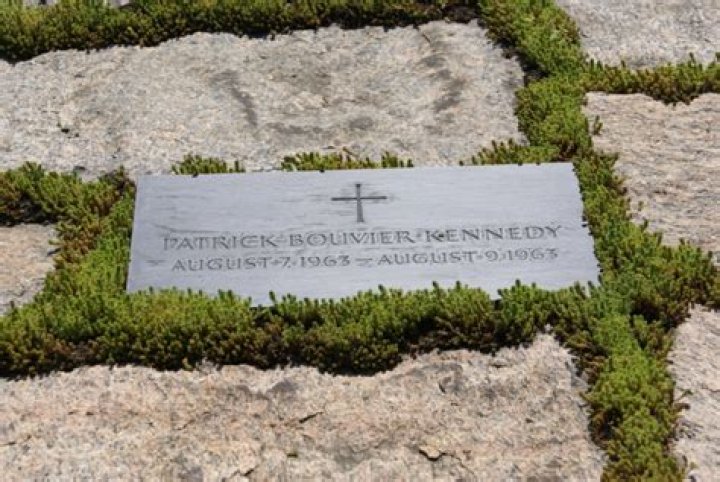 PATRICK·BOUVIER·KENNEDY
AUGUST·7·1963–AUGUST·9·1963